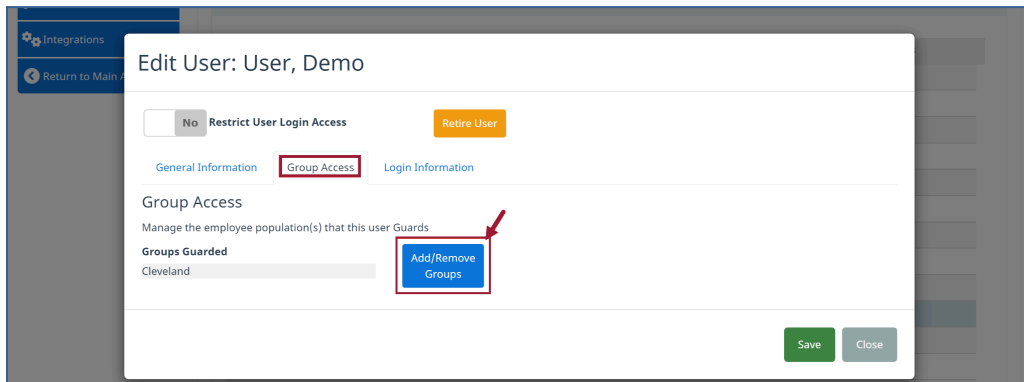 Integrations
Return to Main
Edit User: User, Demo
No Restrict User Login Access
Retire User
General Information
Group Access
Login Information
Group Access
Manage the employee population(s) that this user Guards
Groups Guarded
Cleveland
Add/Remove
Groups
Save
Close